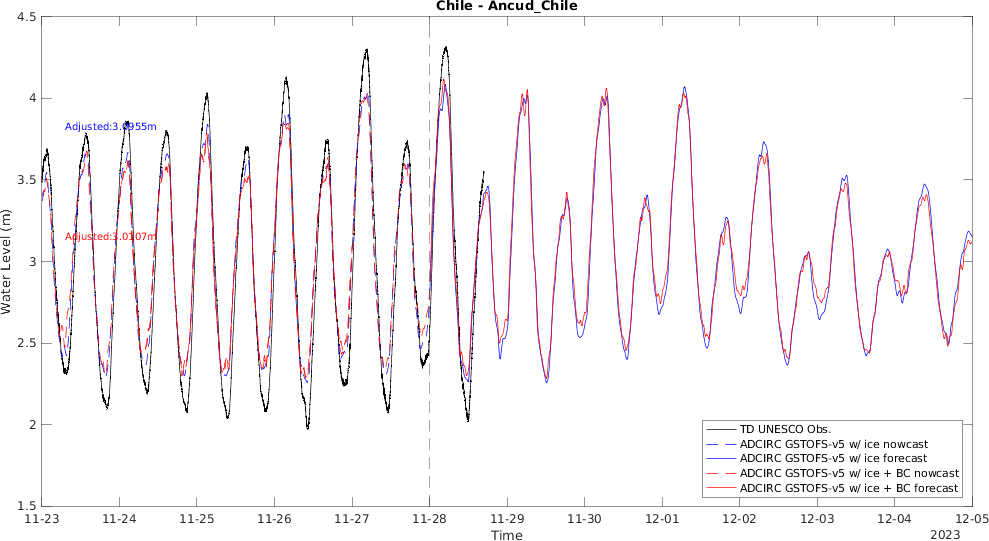 Chile - Ancud_Chile
4.5
4
3.5
3
2.5
2
1.5
Water Level (m)
Adjusted:3.0955m
Adjusted:3.0107m
TD UNESCO Obs.
ADCIRC GSTOFS-v5 w/ ice nowcast
ADCIRC GSTOFS-v5 w/ ice forecast
ADCIRC GSTOFS-v5 w/ ice + BC nowcast
ADCIRC GSTOFS-v5 w/ ice + BC forecast
11-23 11-24 11-25 11-26 11-27 11-28 11-29 11-30 12-01 12-02 12-03 12-04 12-05
Time
2023